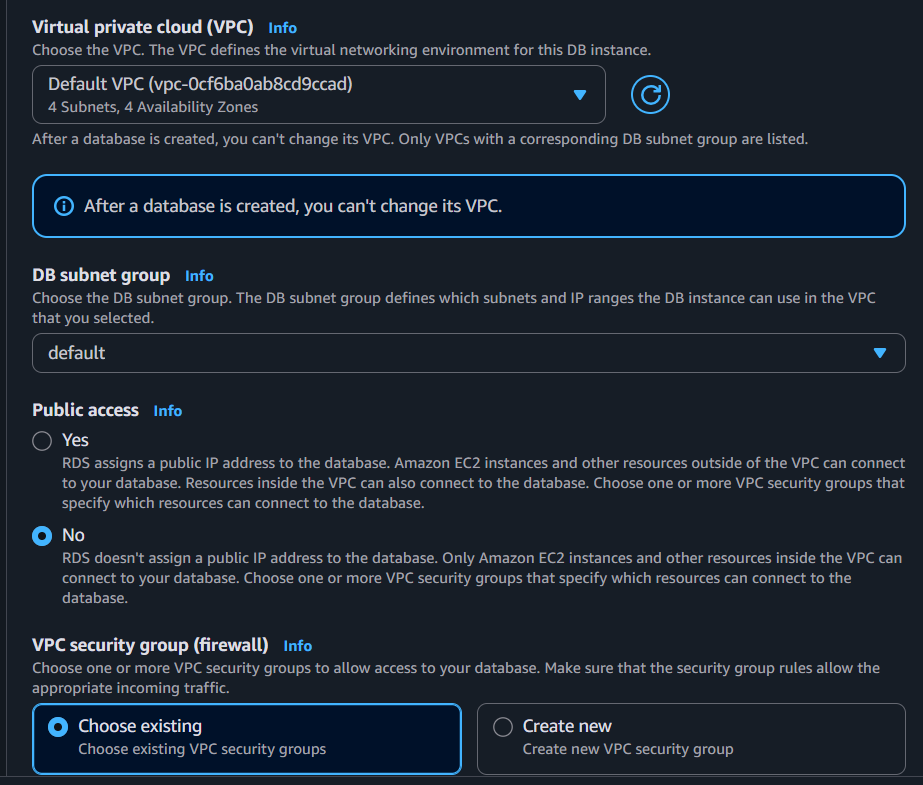 Virtual private cloud (VPC) Info
Choose the VPC. The VPC defines the virtual networking environment for this DB instance.
Default VPC (vpc-0cf6ba0ab8cd9ccad)
4 Subnets, 4 Availability Zones
After a database is created, you can't change its VPC. Only VPCs with a corresponding DB subnet group are listed.
After a database is created, you can't change its VPC.
DB subnet group Info
Choose the DB subnet group. The DB subnet group defines which subnets and IP ranges the DB instance can use in the VPC
that you selected.
default
Public access Info
Yes
RDS assigns a public IP address to the database. Amazon EC2 instances and other resources outside of the VPC can connect
to your database. Resources inside the VPC can also connect to the database. Choose one or more VPC security groups that
specify which resources can connect to the database.
No
RDS doesn't assign a public IP address to the database. Only Amazon EC2 instances and other resources inside the VPC can
connect to your database. Choose one or more VPC security groups that specify which resources can connect to the
database.
VPC security group (firewall) Info
Choose one or more VPC security groups to allow access to your database. Make sure that the security group rules allow the
appropriate incoming traffic.
Choose existing
Choose existing VPC security groups
Create new
Create new VPC security group